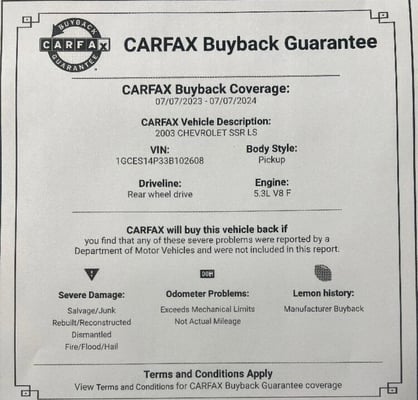 BUYBACK
CARFAX
GUARANTEE
CARFAX Buyback Guarantee
CARFAX Buyback Coverage:
07/07/2023 - 07/07/2024
CARFAX Vehicle Description:
2003 CHEVROLET SSR LS
VIN: Body Style:
1GCES14P33B102608 Pickup
Driveline: Engine:
Rear wheel drive 5.3L V8 F
CARFAX will buy this vehicle back if
you find that any of these severe problems were reported by a
Department of Motor Vehicles and were not included in this report.
Severe Damage: Odometer Problems: Lemon history:
Salvage/Junk Exceeds Mechanical Limits Manufacturer Buyback
Rebuilt/Reconstructed Not Actual Mileage
Dismantled
Fire/Flood/Hail
Terms and Conditions Apply
View Terms and Conditions for CARFAX Buyback Guarantee coverage